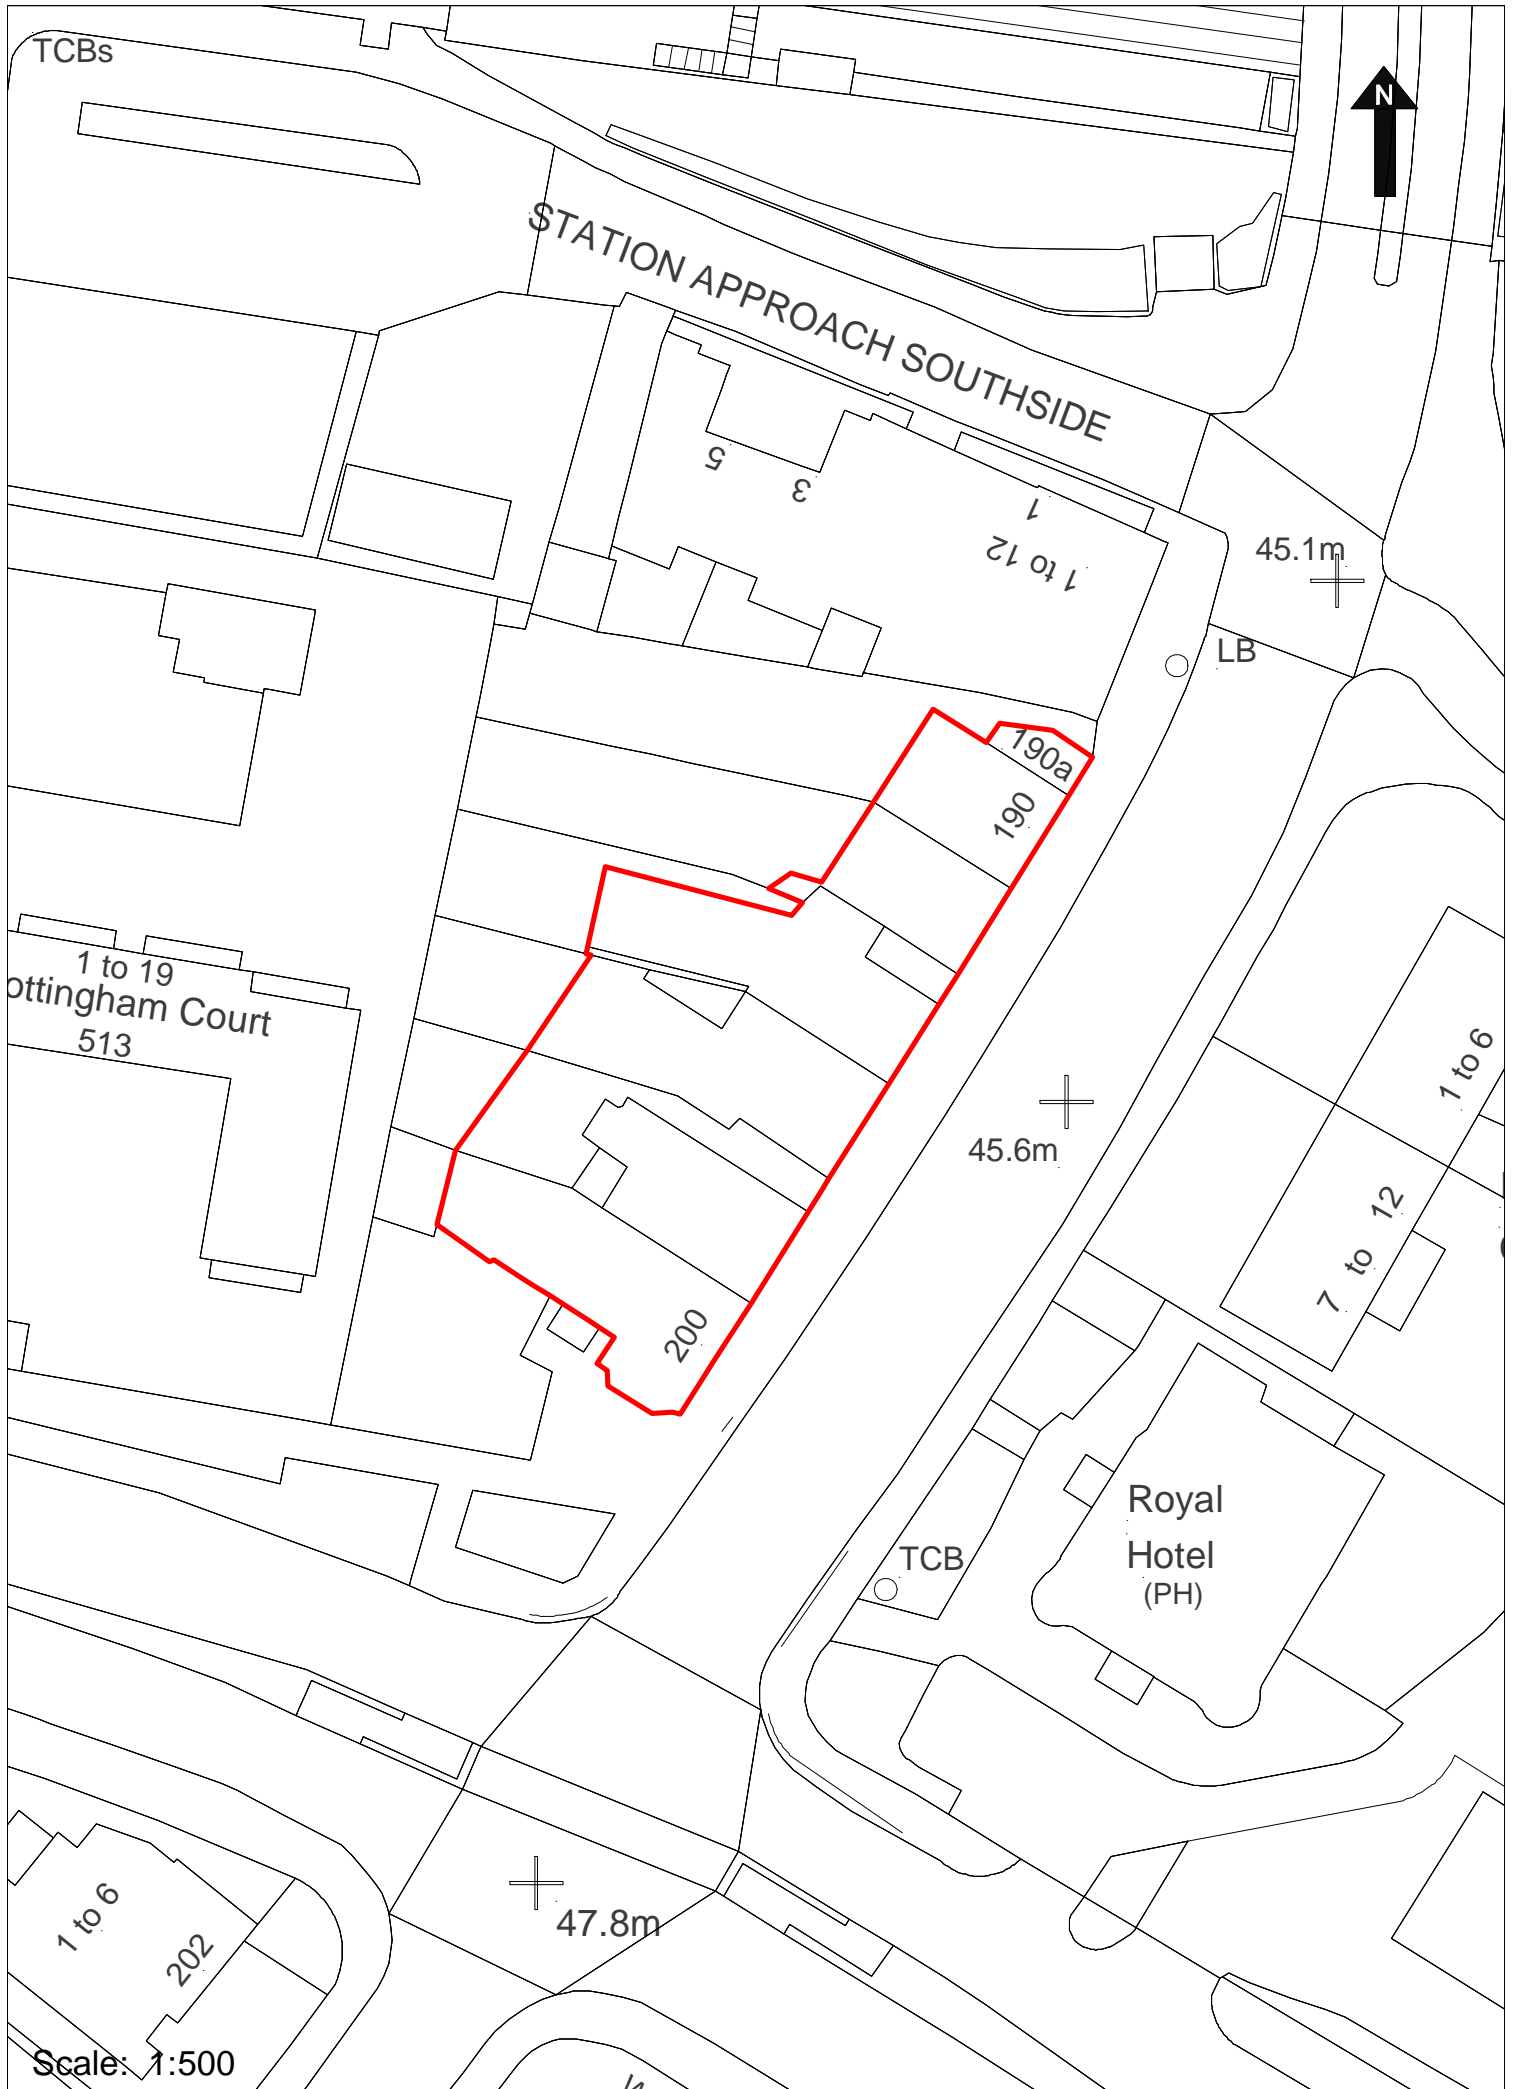 TCBs
N
STATION APPROACH SOUTHSIDE
5
3
1
1 to 12
45.1m
LB
190a
190
1 to 19
ottingham Court
513
1 to 6
45.6m
7 to 12
200
Royal
Hotel
(PH)
TCB
47.8m
1 to 6
202
Scale: 1:500